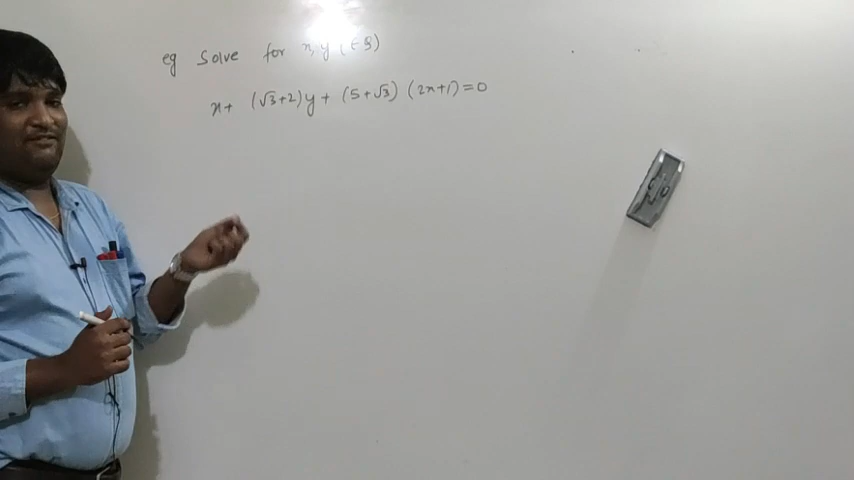 eg Solve for x, y (∈ Q)
x + (√3+2)y + (5+√3) (2x+1) = 0